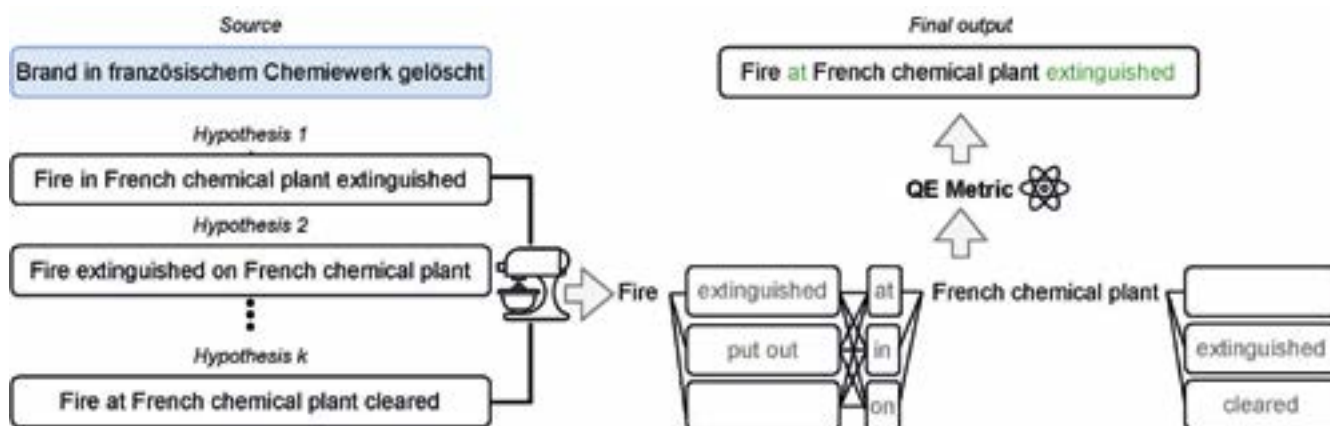 Source
Brand in französischem Chemiewerk gelöscht
Hypothesis 1
Fire in French chemical plant extinguished
Hypothesis 2
Fire extinguished on French chemical plant
Hypothesis k
Fire at French chemical plant cleared
Final output
Fire at French chemical plant extinguished
QE Metric
Fire
extinguished
put out
at
in
on
French chemical plant
extinguished
cleared